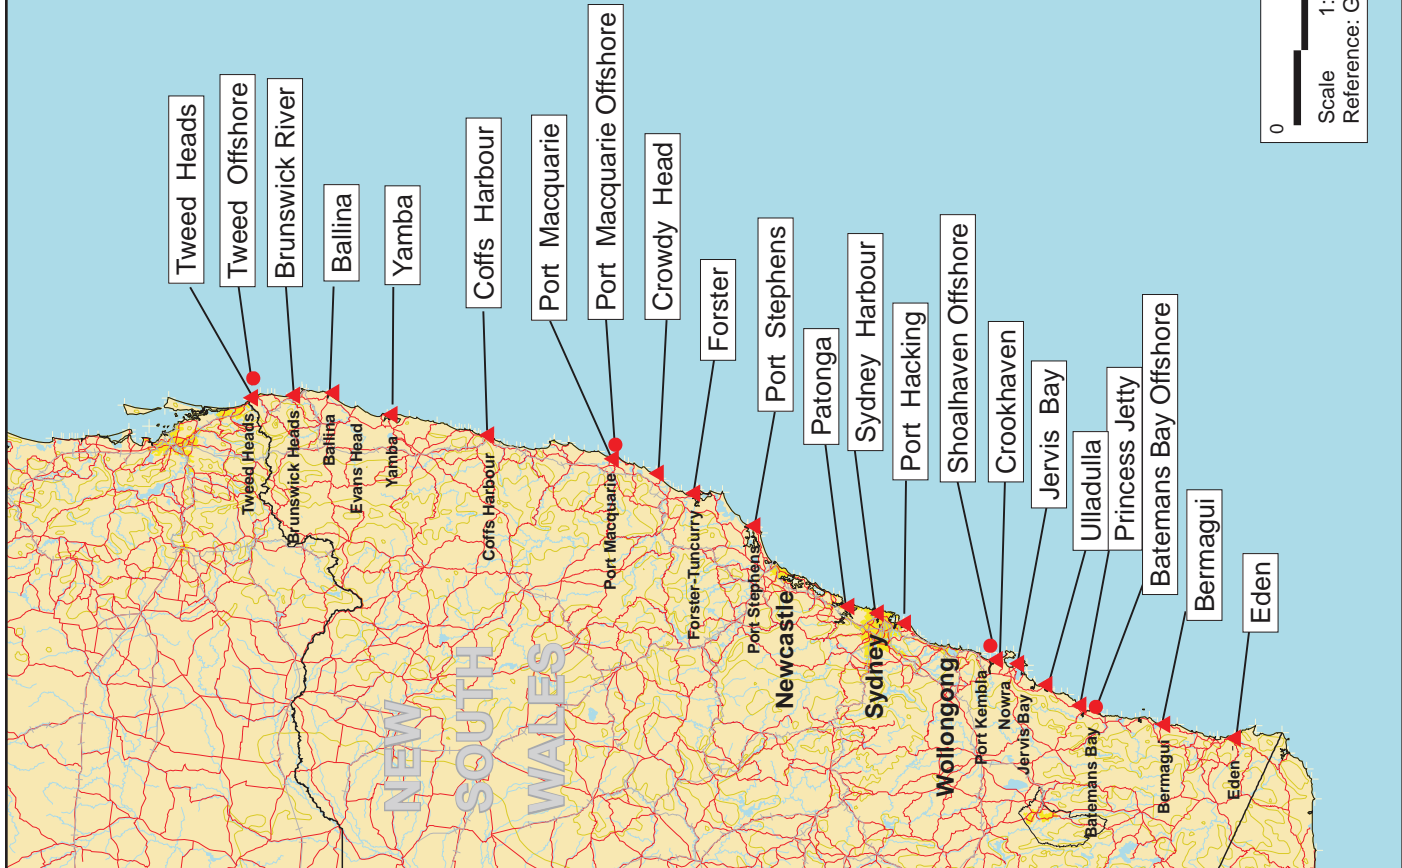 Tweed Heads
Tweed Offshore
Brunswick River
Ballina
Yamba
Coffs Harbour
Port Macquarie
Port Macquarie Offshore
Crowdy Head
Forster
Port Stephens
Patonga
Sydney Harbour
Port Hacking
Shoalhaven Offshore
Crookhaven
Jervis Bay
Ulladulla
Princess Jetty
Batemans Bay Offshore
Bermagui
Eden
Tweed Heads
Brunswick Heads
Ballina
Evans Head
Yamba
Coffs Harbour
Port Macquarie
Forster-Tuncurry
Port Stephens
Newcastle
Sydney
Wollongong
Port Kembla
Nowra
Jervis Bay
Batemans Bay
Bermagui
Eden
NEW
SOUTH
WALES
0
Scale 1:
Reference: G